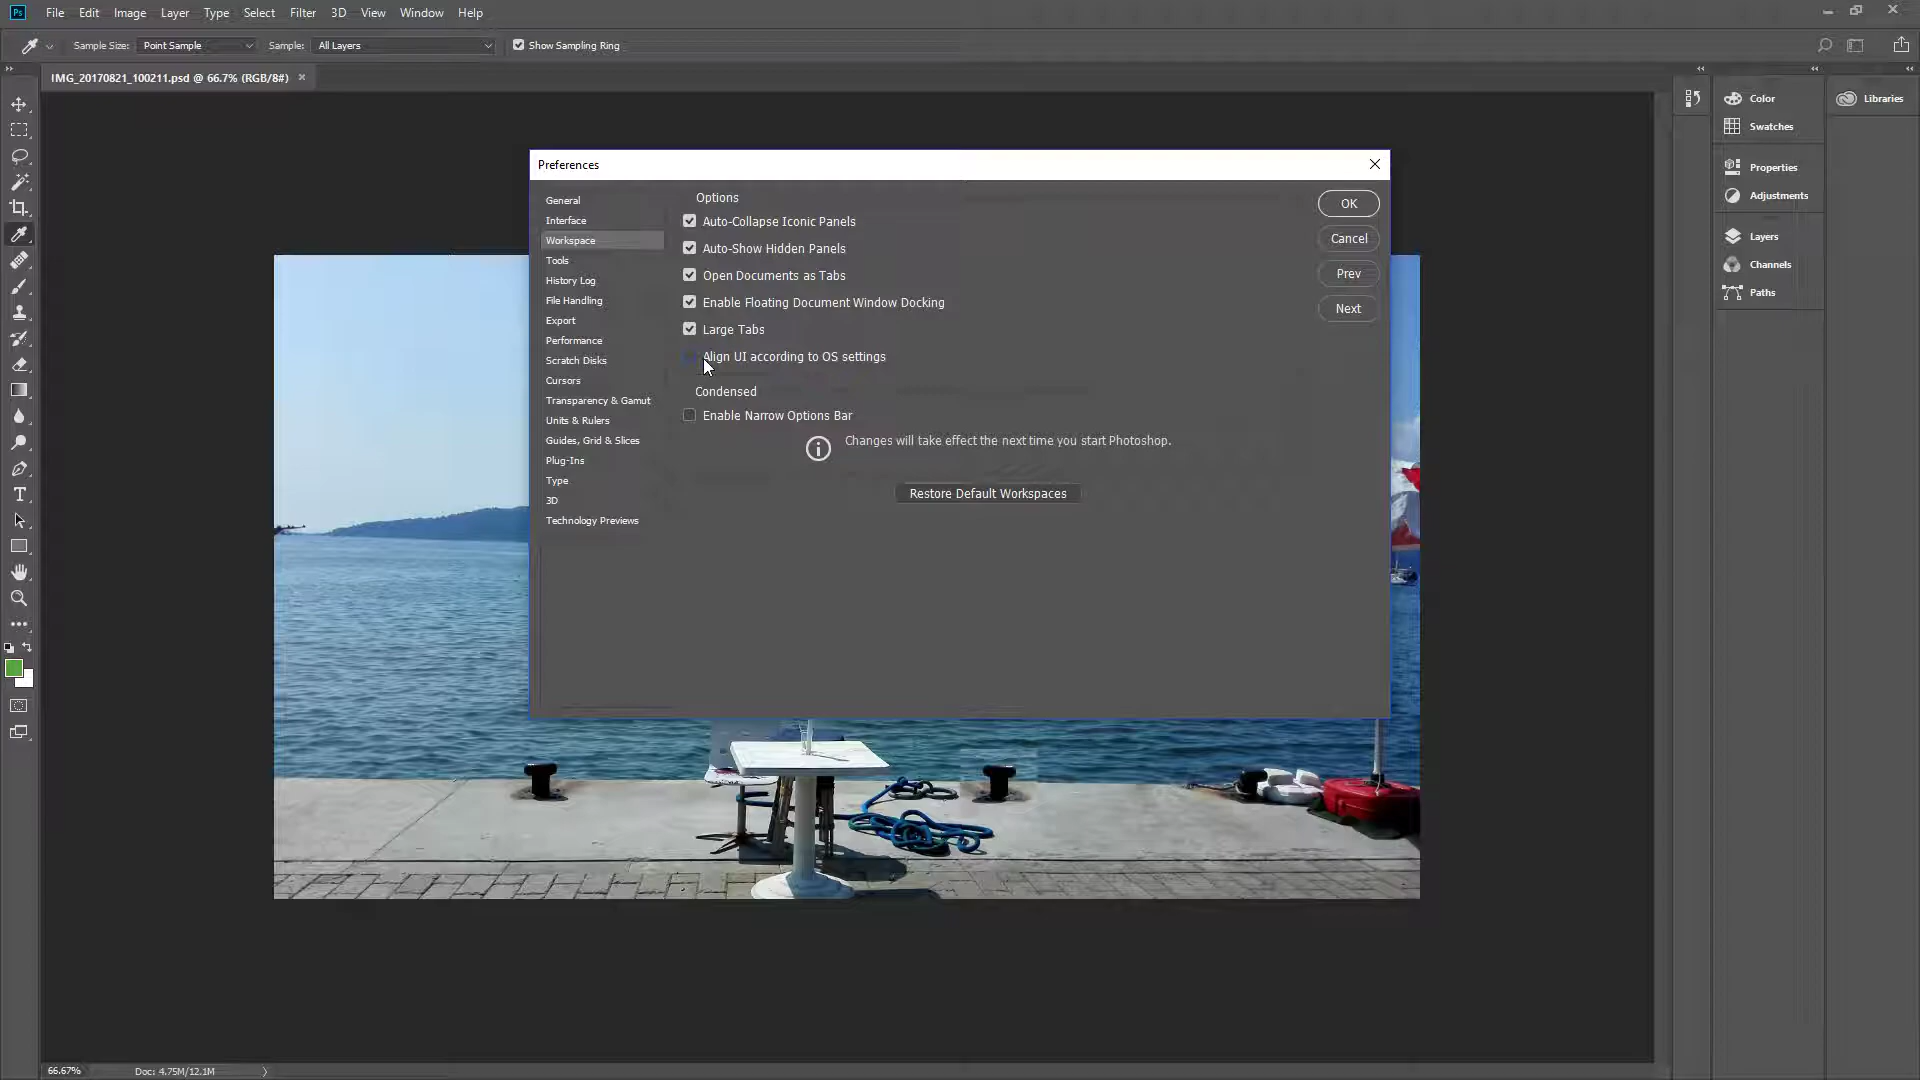 Ps File Edit Image Layer Type Select Filter 3D View Window Help
Sample Size: Point Sample Sample: All Layers Show Sampling Ring
IMG_20170821_100211.psd @ 66.7% (RGB/8#)
Color
Swatches
Properties
Adjustments
Layers
Channels
Paths
Libraries
Preferences
General
Interface
Workspace
Tools
History Log
File Handling
Export
Performance
Scratch Disks
Cursors
Transparency & Gamut
Units & Rulers
Guides, Grid & Slices
Plug-Ins
Type
3D
Technology Previews
Options
Auto-Collapse Iconic Panels
Auto-Show Hidden Panels
Open Documents as Tabs
Enable Floating Document Window Docking
Large Tabs
Align UI according to OS settings
Condensed
Enable Narrow Options Bar
Changes will take effect the next time you start Photoshop.
Restore Default Workspaces
OK
Cancel
Prev
Next
66.67% Doc: 4.75M/12.1M